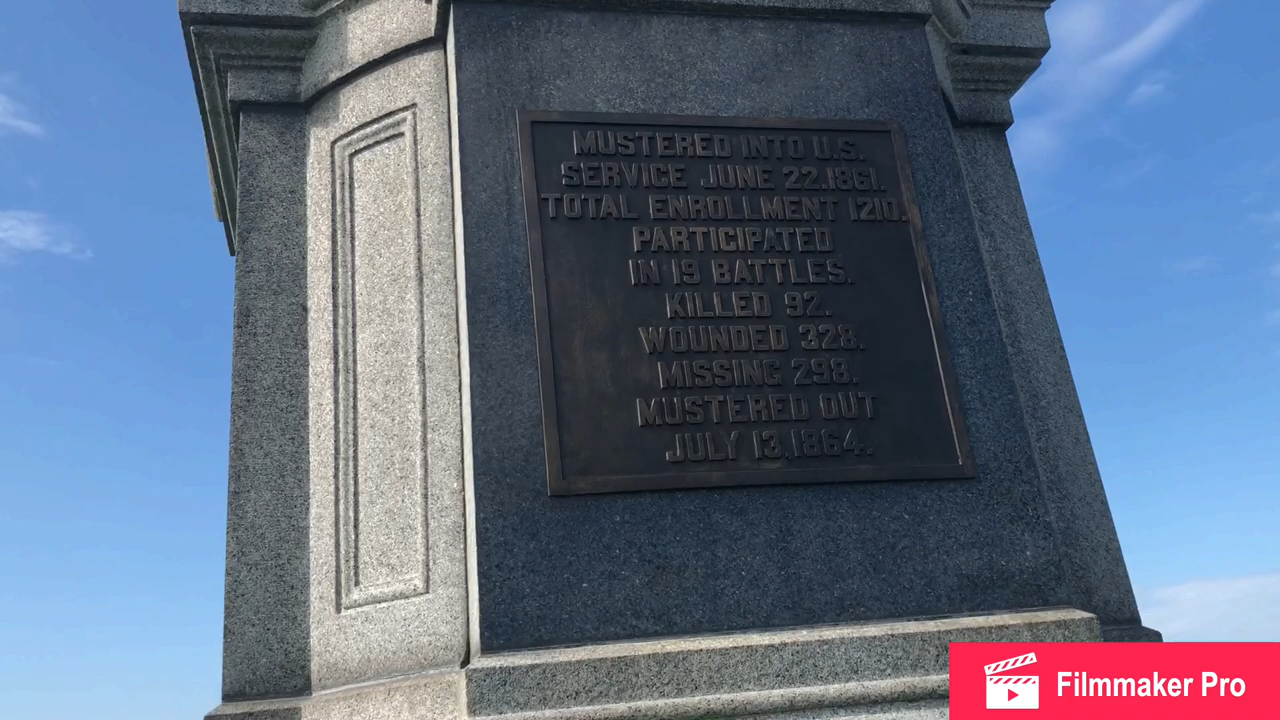 MUSTERED INTO U.S.
SERVICE JUNE 22.1861.
TOTAL ENROLLMENT 1210.
PARTICIPATED
IN 19 BATTLES.
KILLED 92.
WOUNDED 328.
MISSING 298.
MUSTERED OUT
JULY 13,1864.
Filmmaker Pro